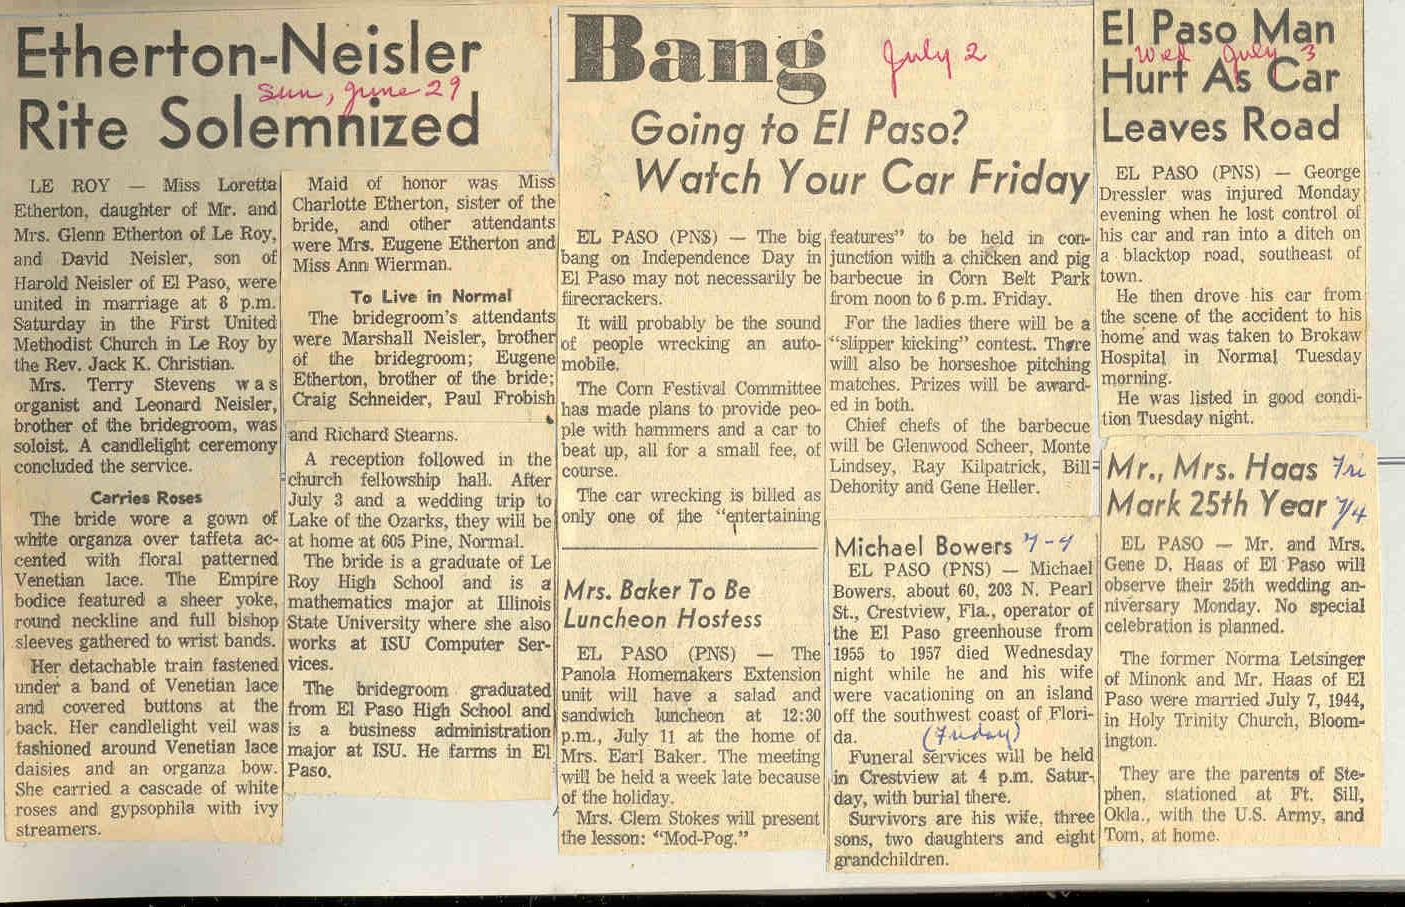 Etherton-Neisler
Sun, June 29
Rite Solemnized
LE ROY — Miss Loretta
Etherton, daughter of Mr. and
Mrs. Glenn Etherton of Le Roy,
and David Neisler, son of
Harold Neisler of El Paso, were
united in marriage at 8 p.m.
Saturday in the First United
Methodist Church in Le Roy by
the Rev. Jack K. Christian.
Mrs. Terry Stevens was
organist and Leonard Neisler,
brother of the bridegroom, was
soloist. A candlelight ceremony
concluded the service.
Carries Roses
The bride wore a gown of
white organza over taffeta ac-
cented with floral patterned
Venetian lace. The Empire
bodice featured a sheer yoke,
round neckline and full bishop
sleeves gathered to wrist bands.
Her detachable train fastened
under a band of Venetian lace
and covered buttons at the
back. Her candlelight veil was
fashioned around Venetian lace
daisies and an organza bow.
She carried a cascade of white
roses and gypsophila with ivy
streamers.
Maid of honor was Miss
Charlotte Etherton, sister of the
bride, and other attendants
were Mrs. Eugene Etherton and
Miss Ann Wierman.
To Live in Normal
The bridegroom's attendants
were Marshall Neisler, brother
of the bridegroom; Eugene
Etherton, brother of the bride;
Craig Schneider, Paul Frobish
and Richard Stearns.
A reception followed in the
church fellowship hall. After
July 3 and a wedding trip to
Lake of the Ozarks, they will be
at home at 605 Pine, Normal.
The bride is a graduate of Le
Roy High School and is a
mathematics major at Illinois
State University where she also
works at ISU Computer Ser-
vices.
The bridegroom graduated
from El Paso High School and
is a business administration
major at ISU. He farms in El
Paso.
Bang
July 2
Going to El Paso?
Watch Your Car Friday
EL PASO (PNS) — The big
bang on Independence Day in
El Paso may not necessarily be
firecrackers.
It will probably be the sound
of people wrecking an auto-
mobile.
The Corn Festival Committee
has made plans to provide peo-
ple with hammers and a car to
beat up, all for a small fee, of
course.
The car wrecking is billed as
only one of the "entertaining
features" to be held in con-
junction with a chicken and pig
barbecue in Corn Belt Park
from noon to 6 p.m. Friday.
For the ladies there will be a
"slipper kicking" contest. There
will also be horseshoe pitching
matches. Prizes will be award-
ed in both.
Chief chefs of the barbecue
will be Glenwood Scheer, Monte
Lindsey, Ray Kilpatrick, Bill
Dehority and Gene Heller.
Mrs. Baker To Be
Luncheon Hostess
EL PASO (PNS) — The
Panola Homemakers Extension
unit will have a salad and
sandwich luncheon at 12:30
p.m., July 11 at the home of
Mrs. Earl Baker. The meeting
will be held a week late because
of the holiday.
Mrs. Clem Stokes will present
the lesson: "Mod-Pog."
Michael Bowers 7-4
EL PASO (PNS) — Michael
Bowers, about 60, 203 N. Pearl
St., Crestview, Fla., operator of
the El Paso greenhouse from
1955 to 1957 died Wednesday
night while he and his wife
were vacationing on an island
off the southwest coast of Flori-
da. (Friday)
Funeral services will be held
in Crestview at 4 p.m. Satur-
day, with burial there.
Survivors are his wife, three
sons, two daughters and eight
grandchildren.
El Paso Man
Wed July 3
Hurt As Car
Leaves Road
EL PASO (PNS) — George
Dressler was injured Monday
evening when he lost control of
his car and ran into a ditch on
a blacktop road, southeast of
town.
He then drove his car from
the scene of the accident to his
home and was taken to Brokaw
Hospital in Normal Tuesday
morning.
He was listed in good condi-
tion Tuesday night.
Mr., Mrs. Haas Fri
Mark 25th Year 7/4
EL PASO — Mr. and Mrs.
Gene D. Haas of El Paso will
observe their 25th wedding an-
niversary Monday. No special
celebration is planned.
The former Norma Letsinger
of Minonk and Mr. Haas of El
Paso were married July 7, 1944,
in Holy Trinity Church, Bloom-
ington.
They are the parents of Ste-
phen, stationed at Ft. Sill,
Okla., with the U.S. Army, and
Tom, at home.